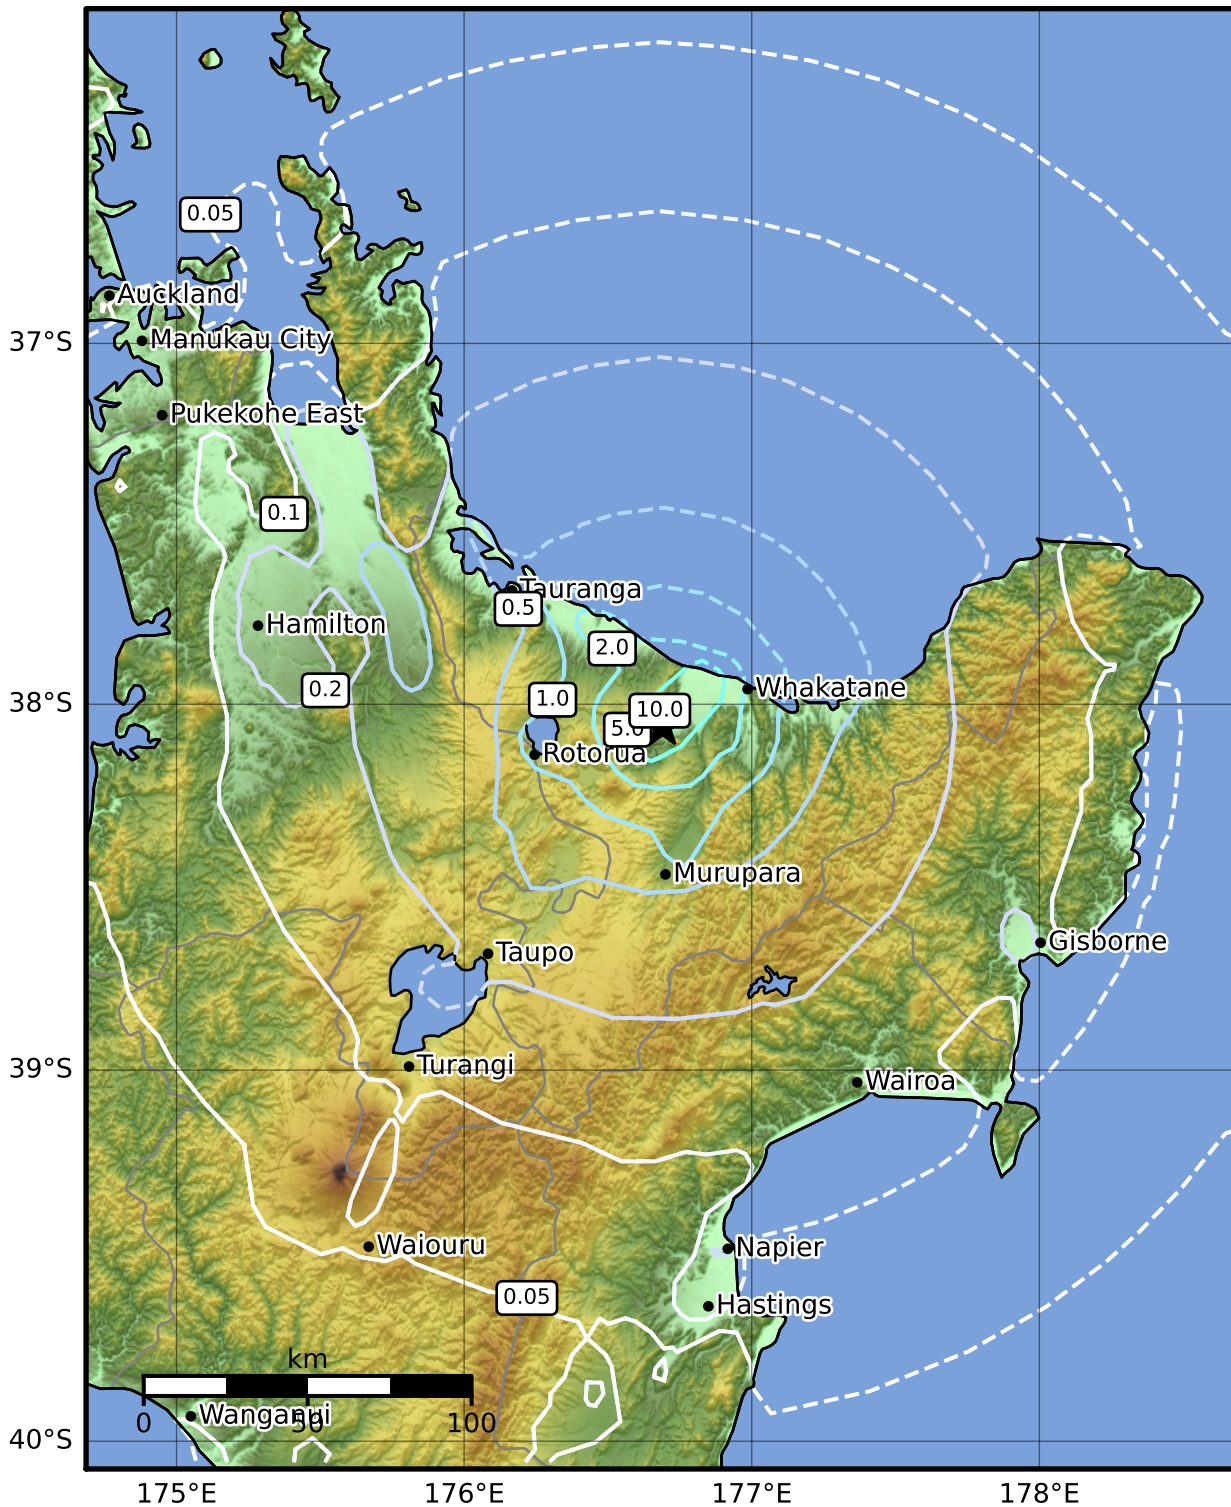 0.05
Auckland
Manukau City
37°S
Pukekohe East
0.1
Tauranga
0.5
Hamilton
2.0
0.2
1.0
Whakatane
38°S
10.0
5.0
Rotorua
Murupara
Gisborne
Taupo
Turangi
39°S
Wairoa
Waiouru
Napier
0.05
Hastings
km
0 50 100
Wanganui
40°S
175°E 176°E 177°E 178°E